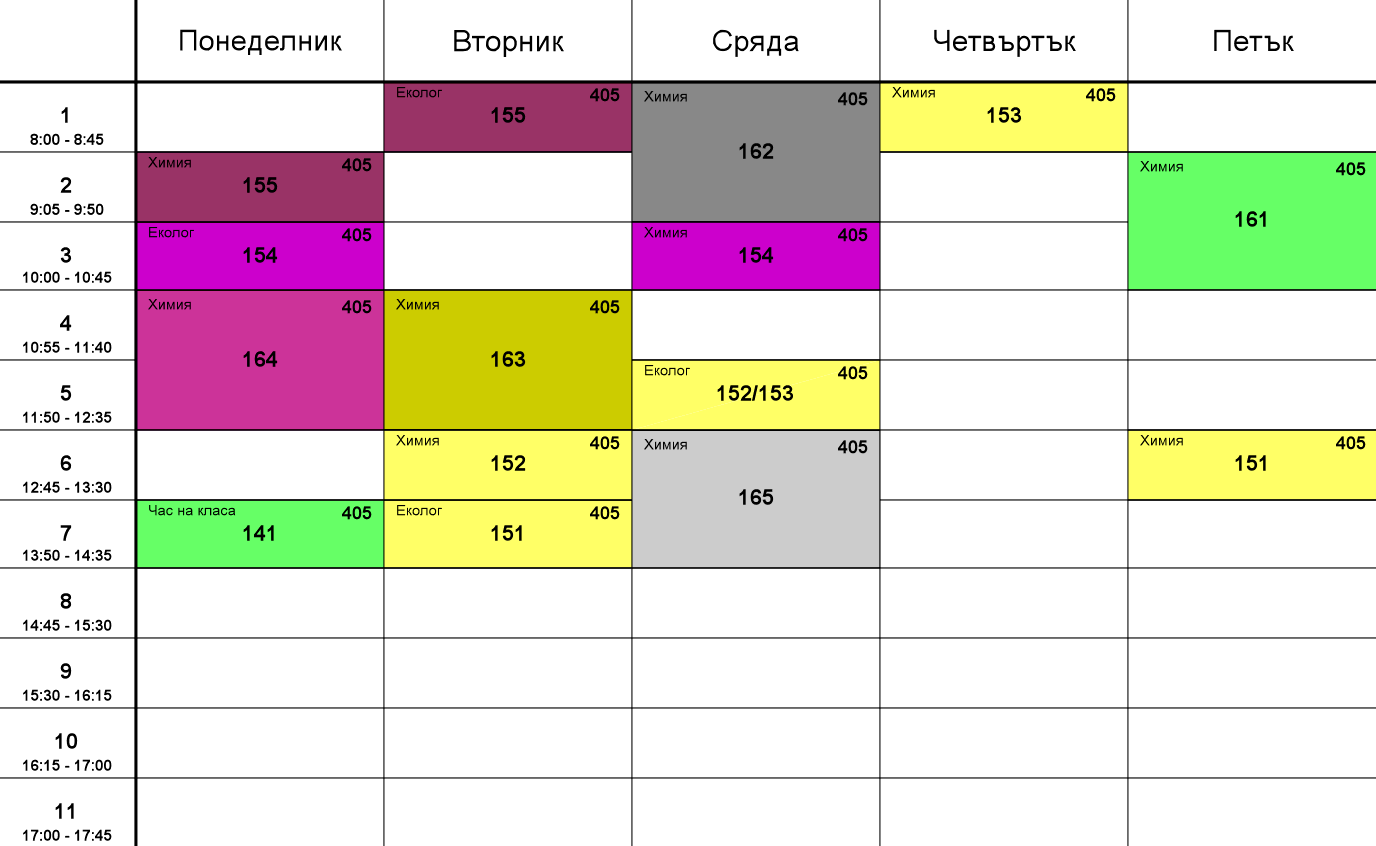 Понеделник Вторник Сряда Четвъртък Петък
1
8:00 - 8:45
Еколог 405
155
Химия 405
162
Химия 405
153
2
9:05 - 9:50
Химия 405
155
Химия 405
161
3
10:00 - 10:45
Еколог 405
154
Химия 405
154
4
10:55 - 11:40
Химия 405
164
Химия 405
163
5
11:50 - 12:35
Еколог 405
152/153
6
12:45 - 13:30
Химия 405
152
Химия 405
165
Химия 405
151
7
13:50 - 14:35
Час на класа 405
141
Еколог 405
151
8
14:45 - 15:30
9
15:30 - 16:15
10
16:15 - 17:00
11
17:00 - 17:45